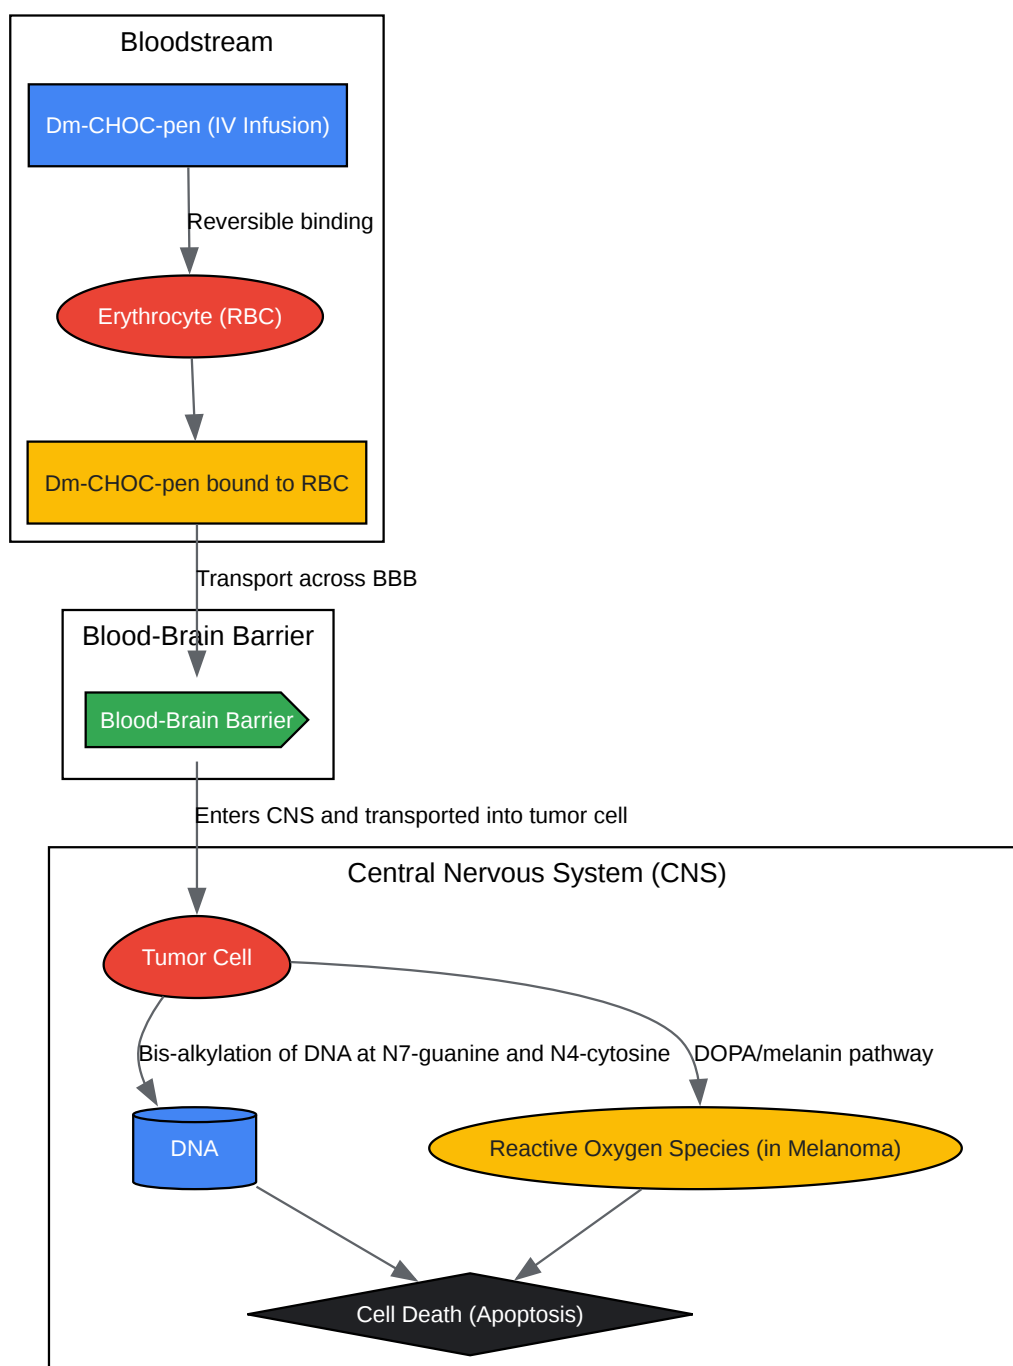 Bloodstream
Dm-CHOC-pen (IV Infusion)
Reversible binding
Erythrocyte (RBC)
Dm-CHOC-pen bound to RBC
Transport across BBB
Blood-Brain Barrier
Blood-Brain Barrier
Enters CNS and transported into tumor cell
Central Nervous System (CNS)
Tumor Cell
Bis-alkylation of DNA at N7-guanine and N4-cytosine
DOPA/melanin pathway
DNA
Reactive Oxygen Species (in Melanoma)
Cell Death (Apoptosis)